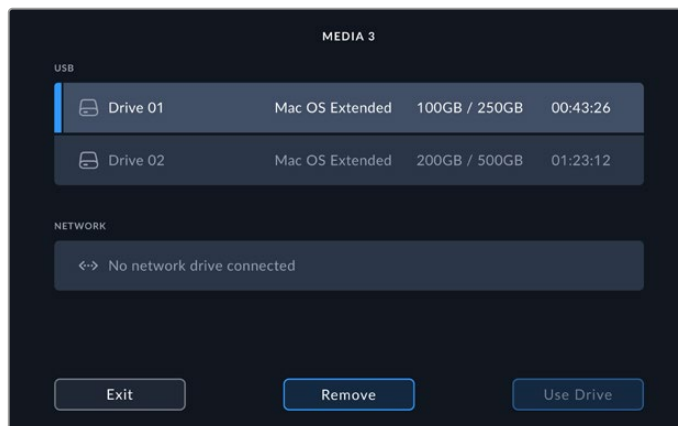 MEDIA 3
USB
Drive 01 Mac OS Extended 100GB / 250GB 00:43:26
Drive 02 Mac OS Extended 200GB / 500GB 01:23:12
NETWORK
No network drive connected
Exit Remove Use Drive